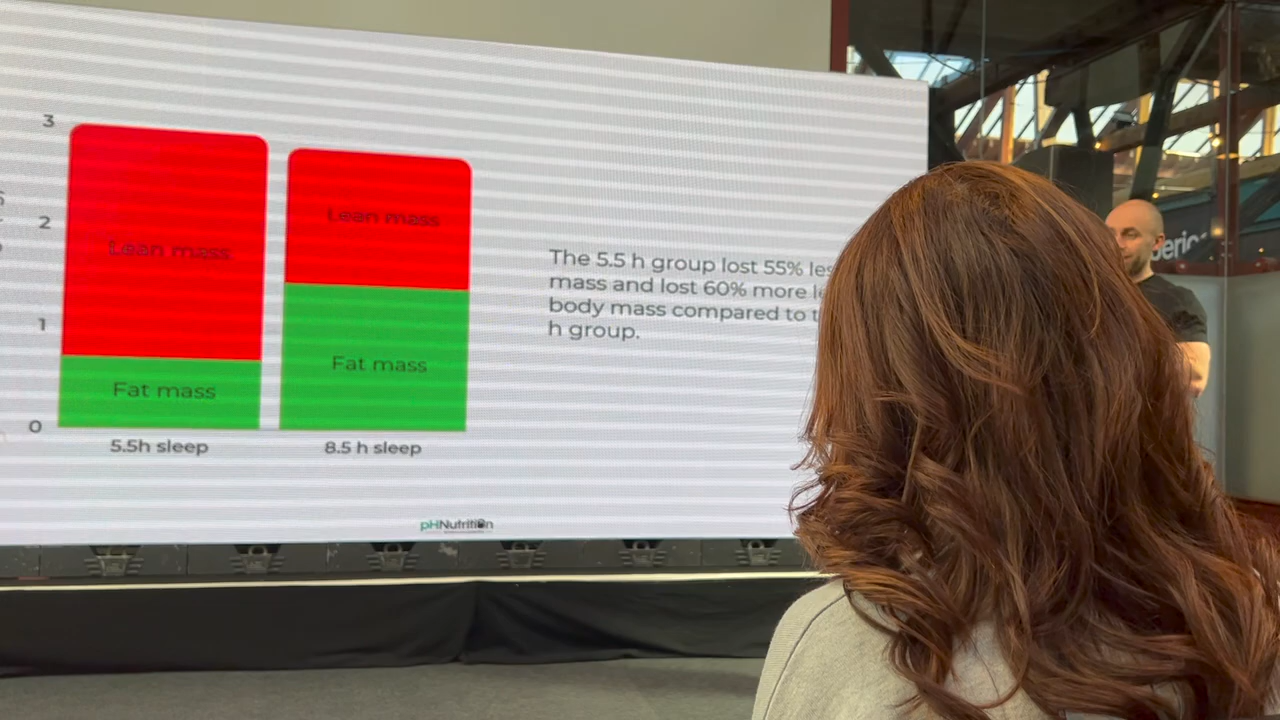 3
2
1
0
Lean mass
Fat mass
5.5h sleep
Lean mass
Fat mass
8.5 h sleep
The 5.5 h group lost 55%
mass and lost 60% more
body mass compared to
h group.
pHNutrition